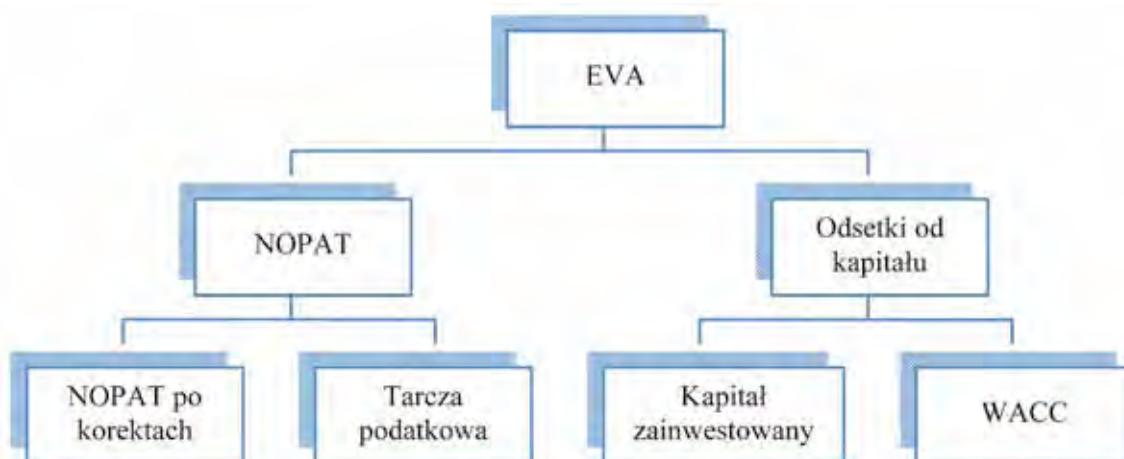 EVA
NOPAT
Odsetki od
kapitału
NOPAT po
korektach
Tarcza
podatkowa
Kapitał
zainwestowany
WACC